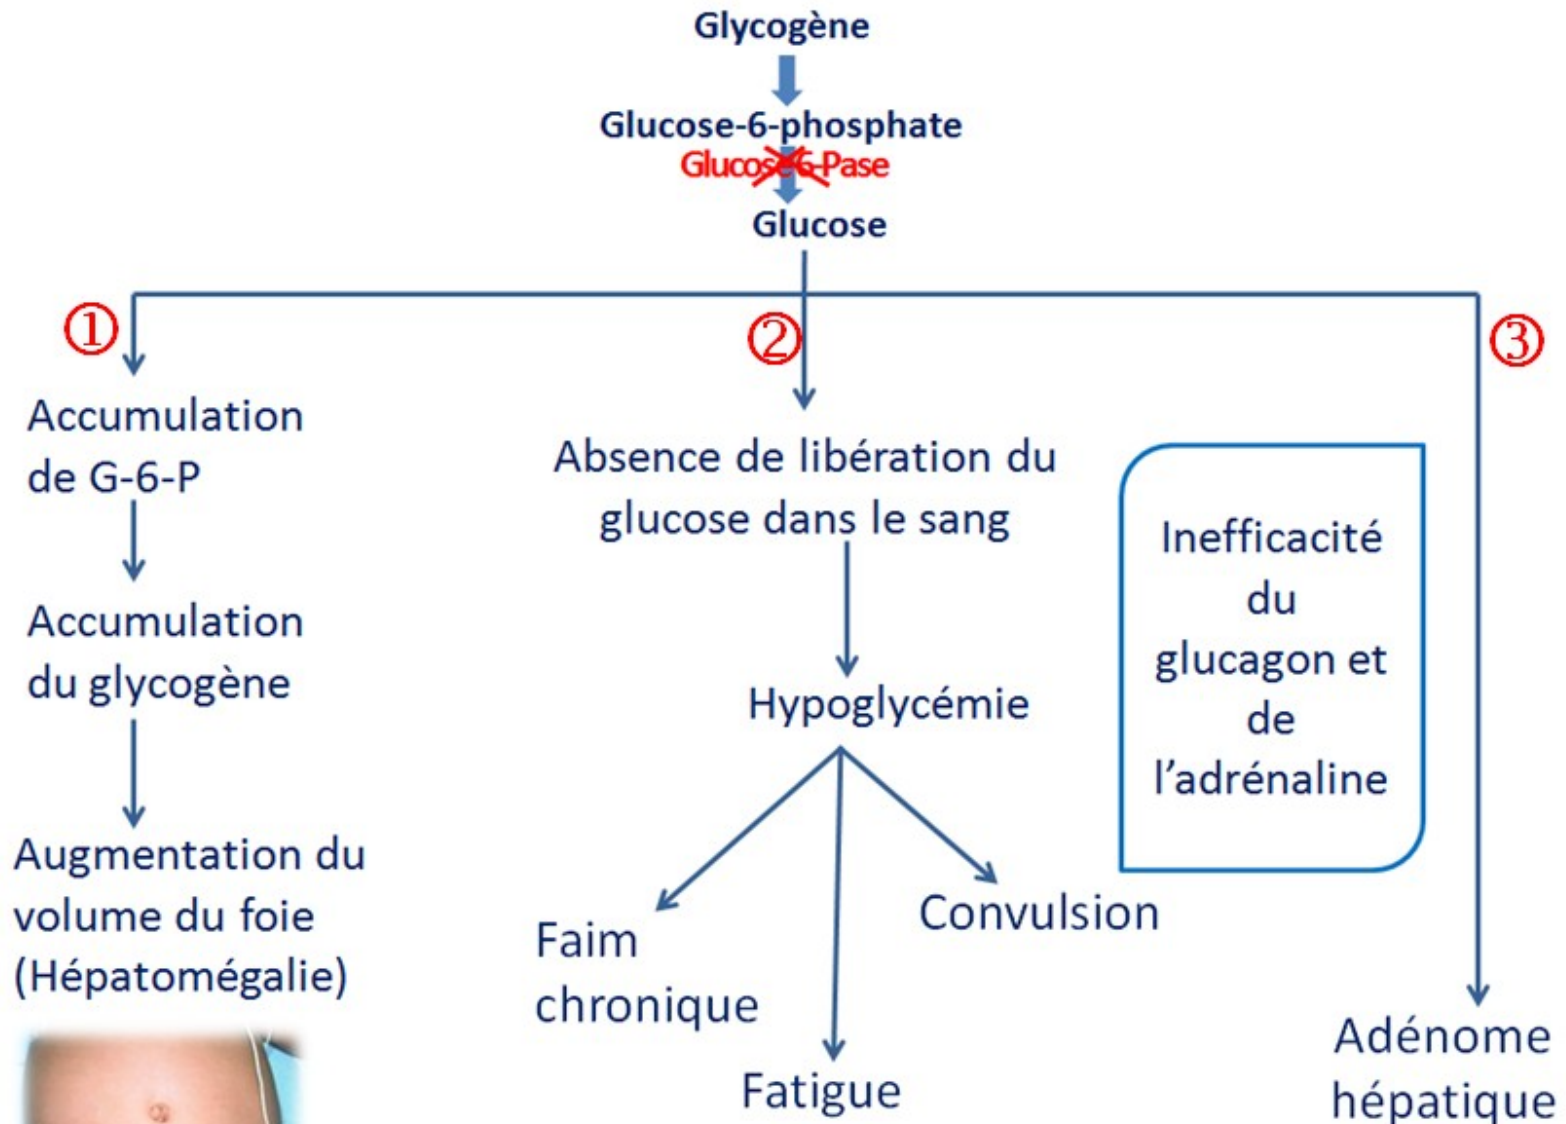 Glycogène
Glucose-6-phosphate
Glucose-6-Pase
Glucose
①
②
③
Accumulation
de G-6-P
Accumulation
du glycogène
Augmentation du
volume du foie
(Hépatomégalie)
Absence de libération du
glucose dans le sang
Hypoglycémie
Faim
chronique
Fatigue
Convulsion
Inefficacité
du
glucagon et
de
l'adrénaline
Adénome
hépatique